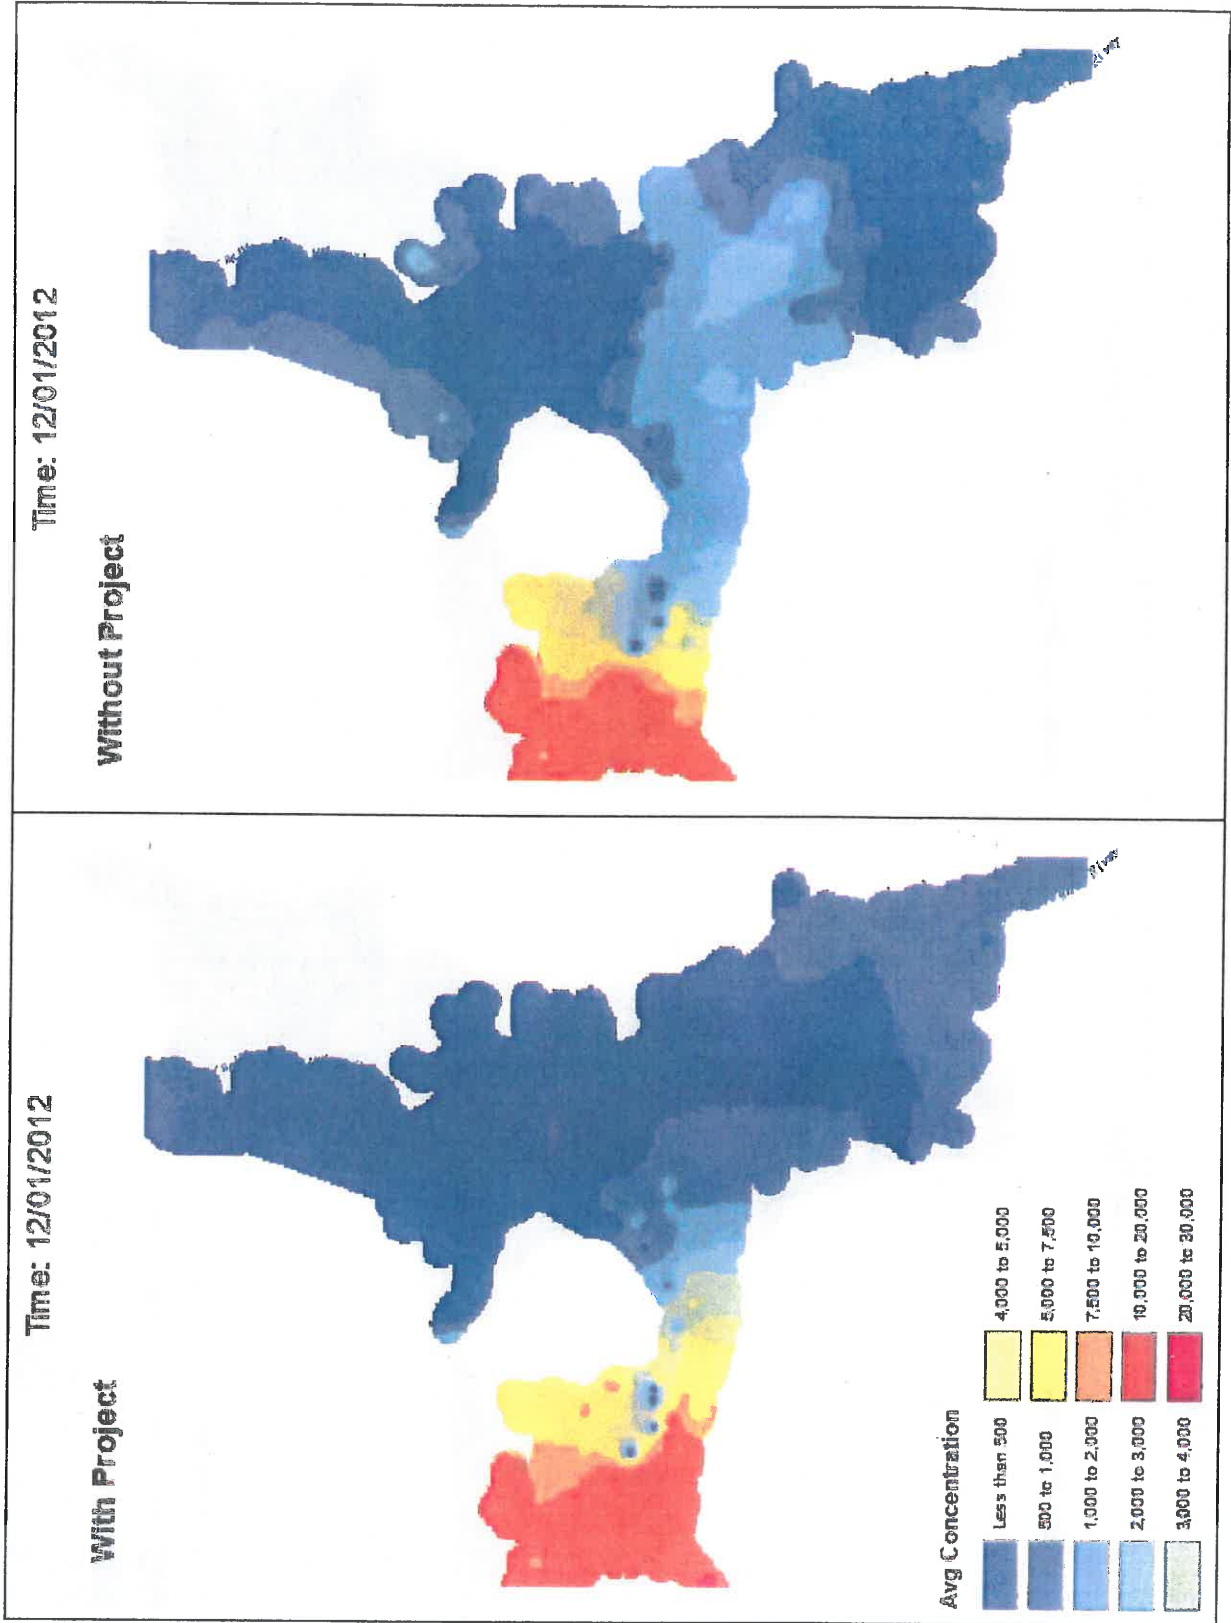 Time: 12/01/2012
With Project
Avg Concentration
Less than 500
500 to 1,000
1,000 to 2,000
2,000 to 3,000
3,000 to 4,000
4,000 to 5,000
5,000 to 7,500
7,500 to 10,000
10,000 to 20,000
20,000 to 30,000
River
Time: 12/01/2012
Without Project
River